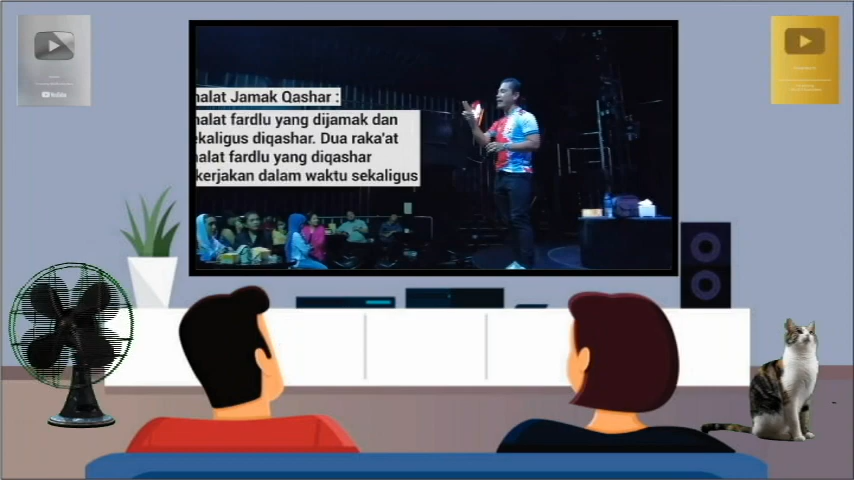 halat Jamak Qashar :
halat fardlu yang dijamak dan
ekaligus diqashar. Dua raka'at
halat fardlu yang diqashar
kerjakan dalam waktu sekaligus
YouTube